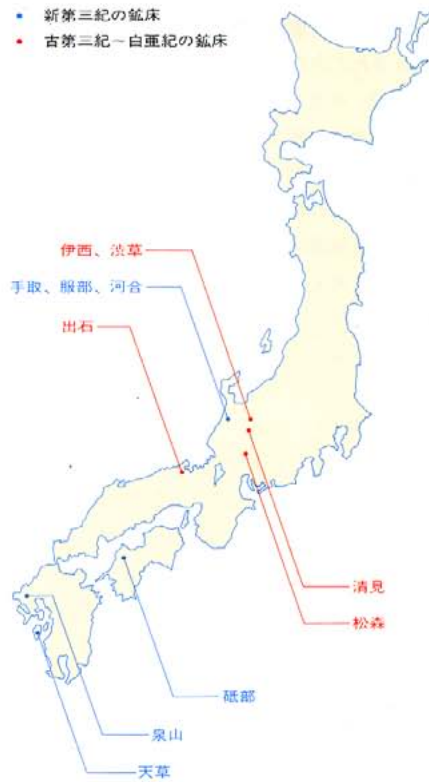 新第三紀の鉱床
古第三紀～白亜紀の鉱床
伊西、渋草
手取、服部、河合
出石
清見
松森
砥部
泉山
天草